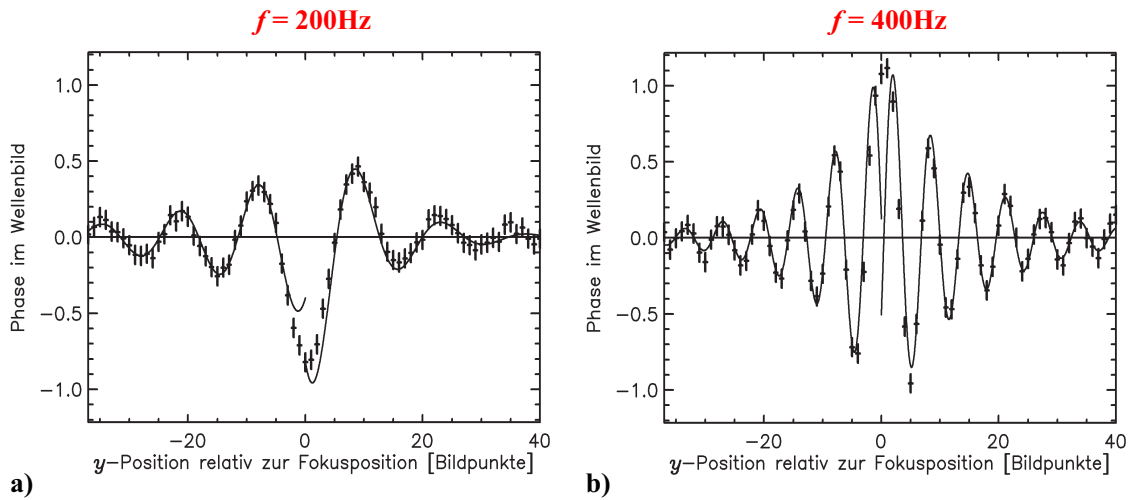 f = 200Hz
1.0
0.5
0.0
−0.5
−1.0
Phase im Wellenbild
−20
0
20
40
y−Position relativ zur Fokusposition [Bildpunkte]
a)
f = 400Hz
1.0
0.5
0.0
−0.5
−1.0
Phase im Wellenbild
−20
0
20
40
y−Position relativ zur Fokusposition [Bildpunkte]
b)